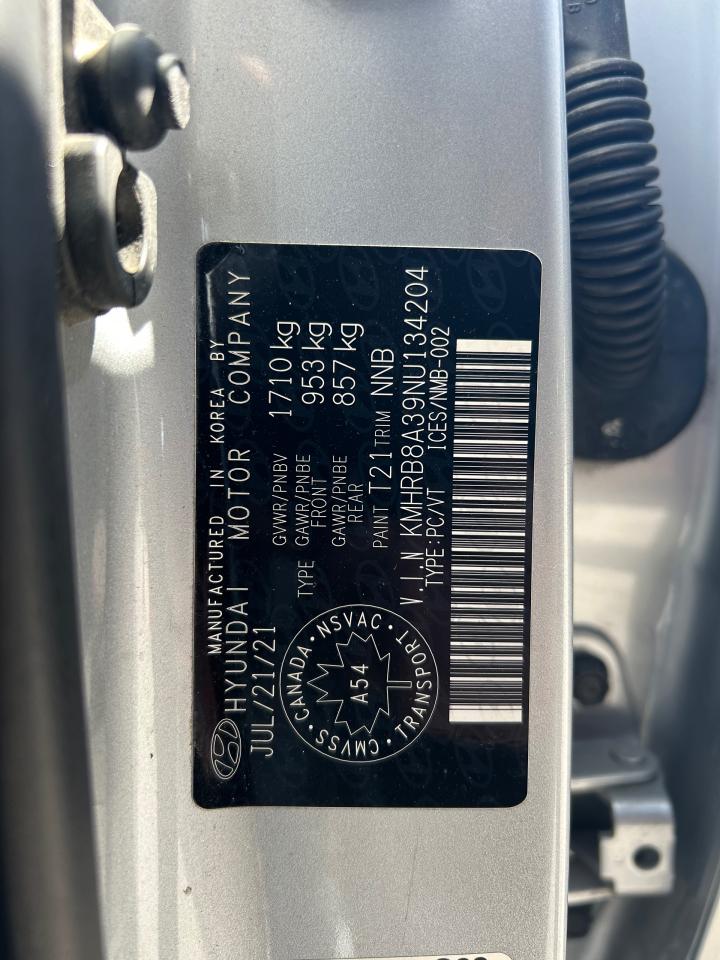 MANUFACTURED IN KOREA BY
HYUNDAI MOTOR COMPANY
JUL/21/21
GVWR/PNBV 1710 kg
TYPE GAWR/PNBE FRONT 953 kg
GAWR/PNBE REAR 857 kg
PAINT T21 TRIM NNB
CANADA · NSVAC · TRANSPORT · CMVSS ·
A54
V.I.N KMHRB8A39NU134204
TYPE:PC/VT ICES/NMB-002